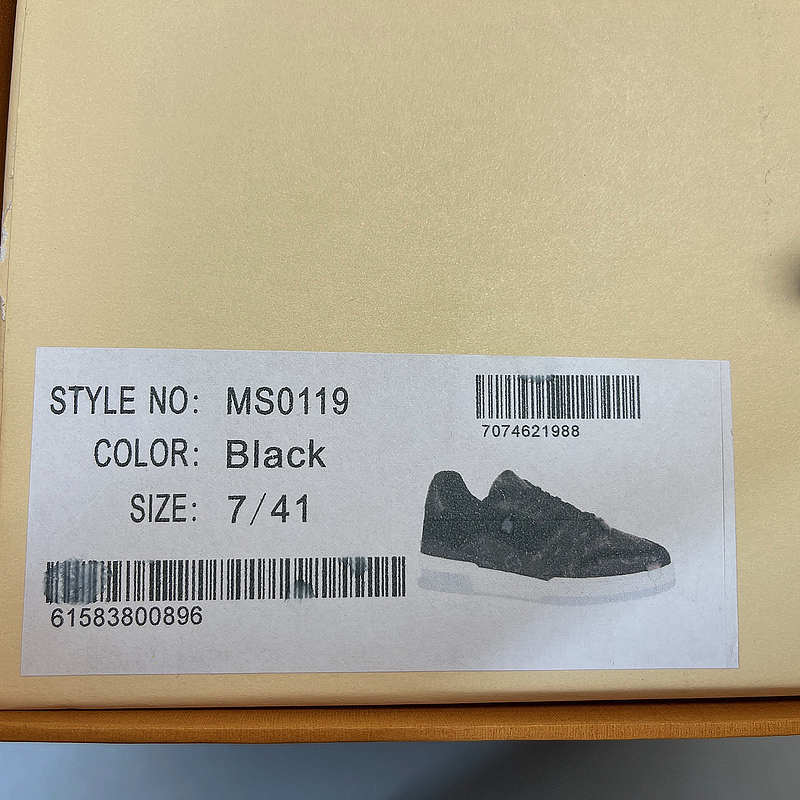 STYLE NO: MS0119
COLOR: Black
SIZE: 7/41
61583800896
7074621988